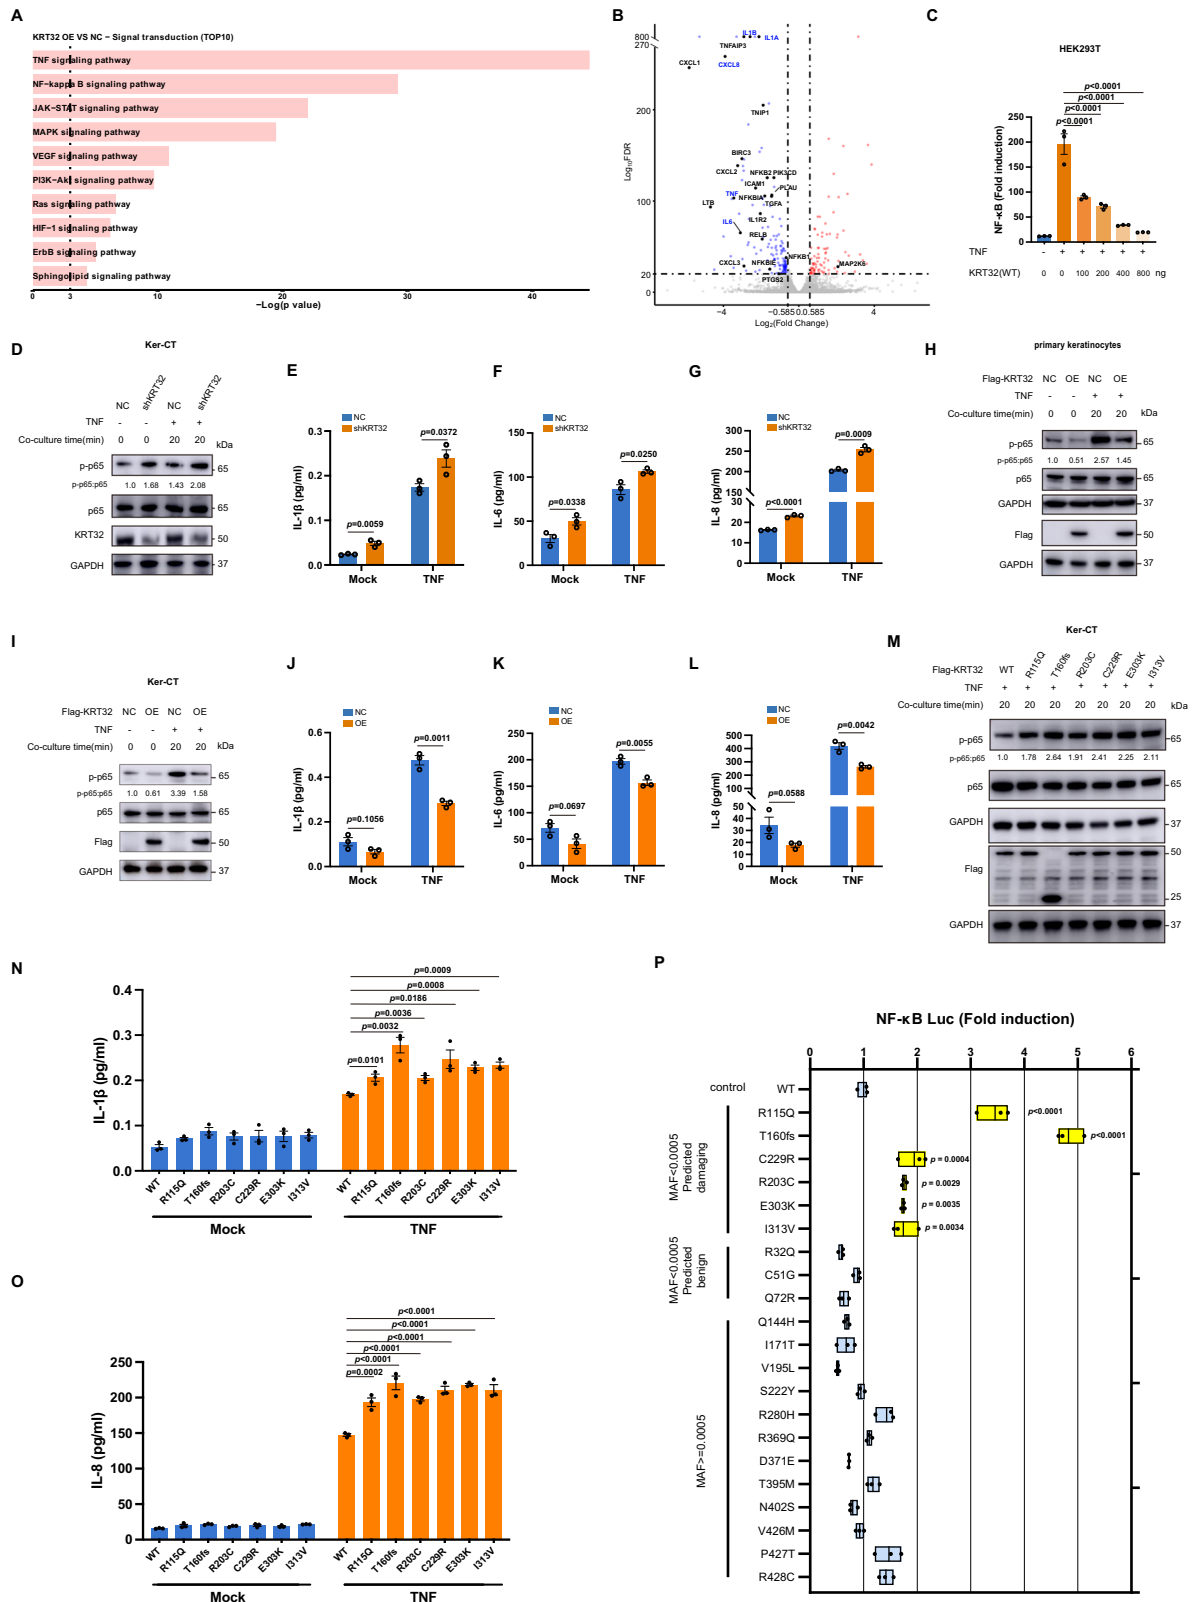 A
KRT32 OE VS NC − Signal transduction (TOP10)
TNF signaling pathway
NF−kappa B signaling pathway
JAK−STAT signaling pathway
MAPK signaling pathway
VEGF signaling pathway
PI3K−Akt signaling pathway
Ras signaling pathway
HIF−1 signaling pathway
ErbB signaling pathway
Sphingolipid signaling pathway
0 3 10 20 30 40
−Log(p value)
B
800
270
200
100
20
0
Log10FDR
IL1B
IL1A
TNFAIP3
CXCL8
CXCL1
TNIP1
BIRC3
CXCL2
NFKB2 PIK3CD
ICAM1
PLAU
TNF
NFKBIA
TGFA
LTB
IL1R2
IL6
RELB
NFKB1
CXCL3
NFKBIE
MAP2K6
PTGS2
−4 −0.585 0 0.585 4
Log2(Fold Change)
C
HEK293T
p<0.0001
p<0.0001
p<0.0001
p<0.0001
250
200
150
100
50
0
NF-κB (Fold induction)
TNF - + + + + +
KRT32(WT) 0 0 100 200 400 800 ng
D
Ker-CT
NC shKRT32 NC shKRT32
TNF - - + +
Co-culture time(min) 0 0 20 20 kDa
p-p65 65
p-p65:p65 1.0 1.68 1.43 2.08
p65 65
KRT32 50
GAPDH 37
E
NC
shKRT32
p=0.0372
p=0.0059
0.3
0.2
0.1
0.0
IL-1β (pg/ml)
Mock TNF
F
NC
shKRT32
p=0.0250
p=0.0338
150
100
50
0
IL-6 (pg/ml)
Mock TNF
G
NC
shKRT32
p=0.0009
p<0.0001
300
250
200
150
30
20
10
0
IL-8 (pg/ml)
Mock TNF
H
primary keratinocytes
Flag-KRT32 NC OE NC OE
TNF - - + +
Co-culture time(min) 0 0 20 20 kDa
p-p65 65
p-p65:p65 1.0 0.51 2.57 1.45
p65 65
GAPDH 37
Flag 50
GAPDH 37
I
Ker-CT
Flag-KRT32 NC OE NC OE
TNF - - + +
Co-culture time(min) 0 0 20 20 kDa
p-p65 65
p-p65:p65 1.0 0.61 3.39 1.58
p65 65
Flag 50
GAPDH 37
J
NC
OE
p=0.0011
p=0.1056
0.6
0.4
0.2
0.0
IL-1β (pg/ml)
Mock TNF
K
NC
OE
p=0.0055
p=0.0697
250
200
150
100
50
0
IL-6 (pg/ml)
Mock TNF
L
NC
OE
p=0.0042
p=0.0588
500
400
300
200
100
50
40
30
20
10
0
IL-8 (pg/ml)
Mock TNF
M
Ker-CT
Flag-KRT32 WT R115Q T160fs R203C C229R E303K I313V
TNF + + + + + + +
Co-culture time(min) 20 20 20 20 20 20 20 kDa
p-p65 65
p-p65:p65 1.0 1.78 2.64 1.91 2.41 2.25 2.11
p65 65
GAPDH 37
Flag 50
25
GAPDH 37
N
p=0.0009
p=0.0008
p=0.0186
p=0.0036
p=0.0032
p=0.0101
0.4
0.3
0.2
0.1
0.0
IL-1β (pg/ml)
WT R115Q T160fs R203C C229R E303K I313V WT R115Q T160fs R203C C229R E303K I313V
Mock TNF
O
p<0.0001
p<0.0001
p<0.0001
p<0.0001
p<0.0001
p=0.0002
250
200
150
100
50
0
IL-8 (pg/ml)
WT R115Q T160fs R203C C229R E303K I313V WT R115Q T160fs R203C C229R E303K I313V
Mock TNF
P
NF-κB Luc (Fold induction)
0 1 2 3 4 5 6
control WT
MAF<0.0005
Predicted
damaging
R115Q p<0.0001
T160fs p<0.0001
C229R p = 0.0004
R203C p = 0.0029
E303K p = 0.0035
I313V p = 0.0034
MAF<0.0005
Predicted
benign
R32Q
C51G
Q72R
MAF>=0.0005
Q144H
I171T
V195L
S222Y
R280H
R369Q
D371E
T395M
N402S
V426M
P427T
R428C